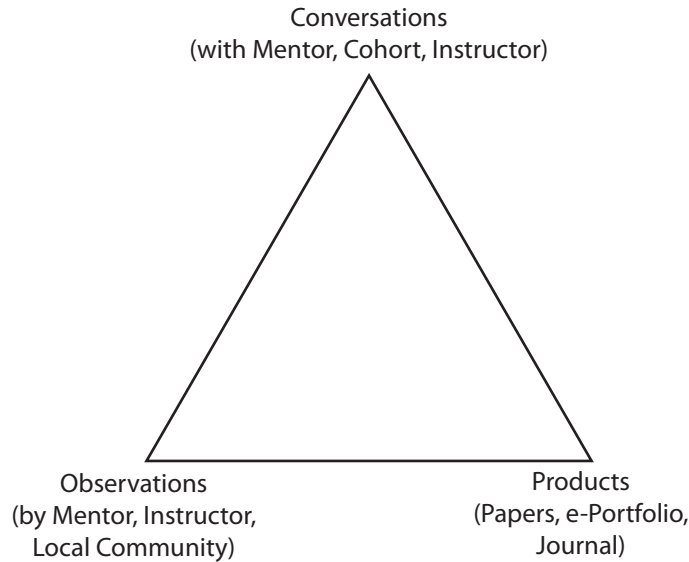 Conversations
(with Mentor, Cohort, Instructor)
Observations
(by Mentor, Instructor,
Local Community)
Products
(Papers, e-Portfolio,
Journal)